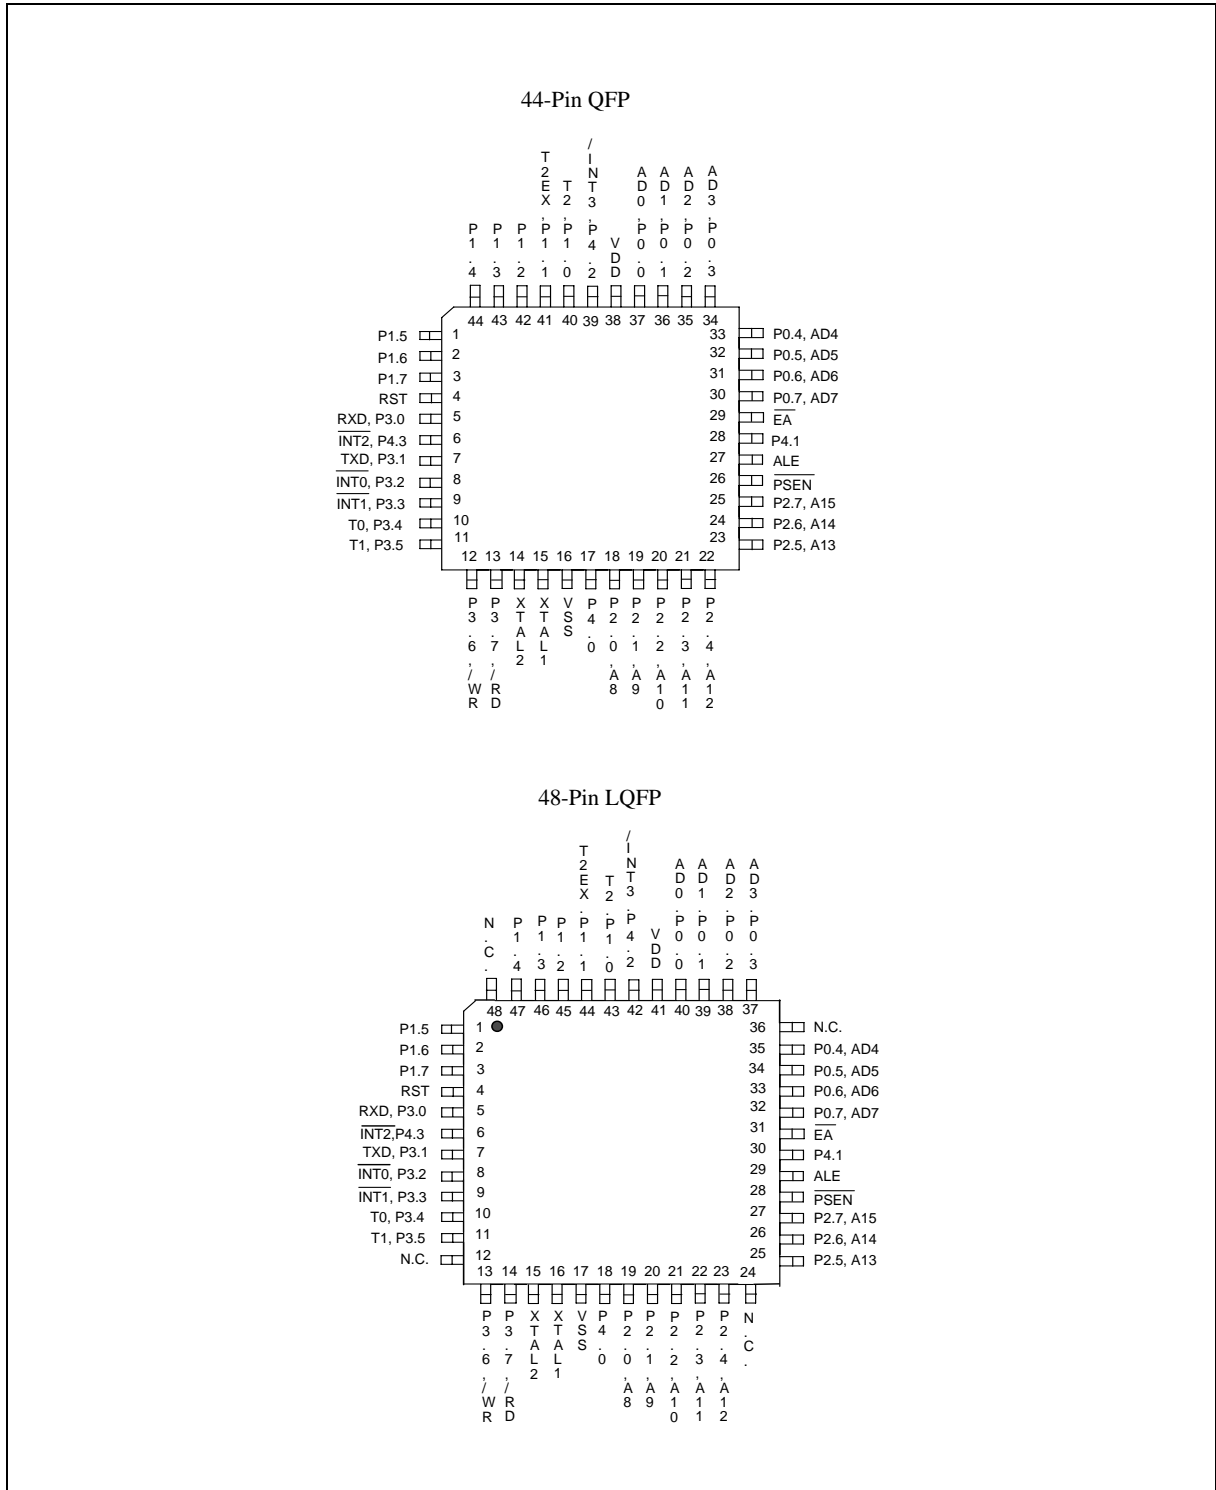 44-Pin QFP
P1.4
P1.3
P1.2
T2EX,P1.1
T2,P1.0
/INT3,P4.2
VDD
AD0,P0.0
AD1,P0.1
AD2,P0.2
AD3,P0.3
44 43 42 41 40 39 38 37 36 35 34
P1.5 1
P1.6 2
P1.7 3
RST 4
RXD, P3.0 5
INT2, P4.3 6
TXD, P3.1 7
INT0, P3.2 8
INT1, P3.3 9
T0, P3.4 10
T1, P3.5 11
33 P0.4, AD4
32 P0.5, AD5
31 P0.6, AD6
30 P0.7, AD7
29 EA
28 P4.1
27 ALE
26 PSEN
25 P2.7, A15
24 P2.6, A14
23 P2.5, A13
12 13 14 15 16 17 18 19 20 21 22
P3.6,/WR
P3.7,/RD
XTAL2
XTAL1
VSS
P4.0
P2.0,A8
P2.1,A9
P2.2,A10
P2.3,A11
P2.4,A12
48-Pin LQFP
N.C.
P1.4
P1.3
P1.2
T2EX.P1.1
T2.P1.0
/INT3.P4.2
VDD
AD0.P0.0
AD1.P0.1
AD2.P0.2
AD3.P0.3
48 47 46 45 44 43 42 41 40 39 38 37
P1.5 1
P1.6 2
P1.7 3
RST 4
RXD, P3.0 5
INT2,P4.3 6
TXD, P3.1 7
INT0, P3.2 8
INT1, P3.3 9
T0, P3.4 10
T1, P3.5 11
N.C. 12
36 N.C.
35 P0.4, AD4
34 P0.5, AD5
33 P0.6, AD6
32 P0.7, AD7
31 EA
30 P4.1
29 ALE
28 PSEN
27 P2.7, A15
26 P2.6, A14
25 P2.5, A13
13 14 15 16 17 18 19 20 21 22 23 24
P3.6,/WR
P3.7,/RD
XTAL2
XTAL1
VSS
P4.0
P2.0,A8
P2.1,A9
P2.2,A10
P2.3,A11
P2.4,A12
N.C.